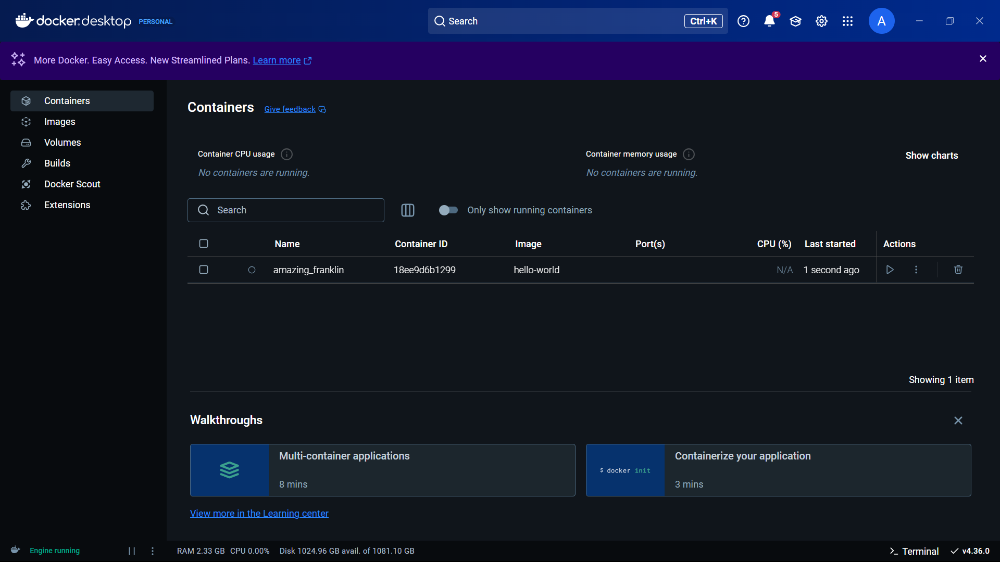 docker.desktop PERSONAL
Search Ctrl+K
5
A
More Docker. Easy Access. New Streamlined Plans. Learn more
Containers
Images
Volumes
Builds
Docker Scout
Extensions
Containers Give feedback
Container CPU usage
No containers are running.
Container memory usage
No containers are running.
Show charts
Search
Only show running containers
Name Container ID Image Port(s) CPU (%) Last started Actions
amazing_franklin 18ee9d6b1299 hello-world N/A 1 second ago
Showing 1 item
Walkthroughs
Multi-container applications
8 mins
$ docker init
Containerize your application
3 mins
View more in the Learning center
Engine running
RAM 2.33 GB CPU 0.00% Disk 1024.96 GB avail. of 1081.10 GB
Terminal
v4.36.0